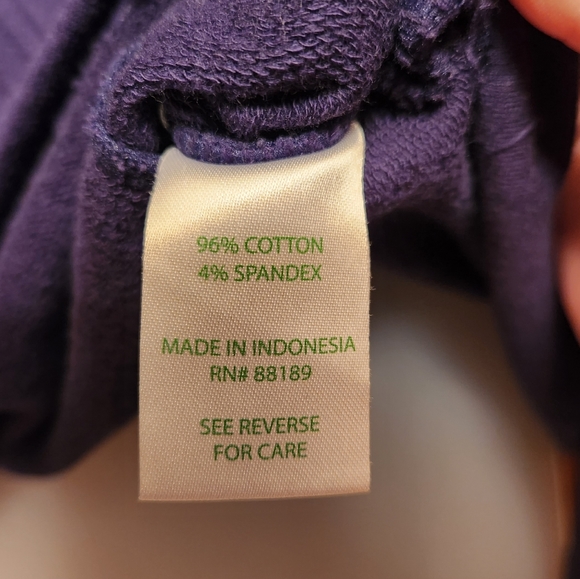 96% COTTON
4% SPANDEX
MADE IN INDONESIA
RN# 88189
SEE REVERSE
FOR CARE